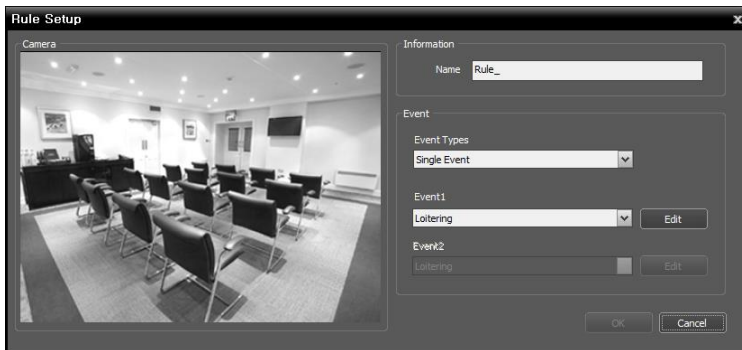 Rule Setup
x
Camera
Information
Name Rule_
Event
Event Types
Single Event
Event1
Loitering Edit
Event2
Loitering Edit
OK Cancel